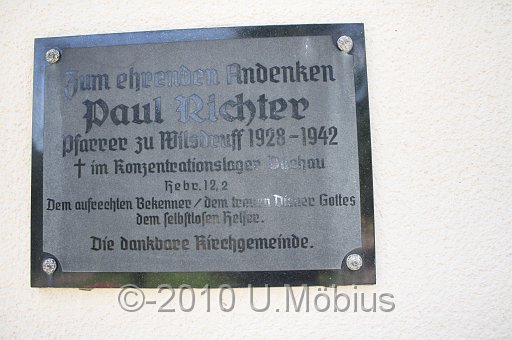 Zum ehrenden Andenken
Paul Richter
Pfarrer zu Wilsdruff 1928-1942
† im Konzentrationslager Dachau
Hebr. 12, 2
Dem aufrechten Bekenner / dem treuen Diener Gottes
dem selbstlosen Helfer.
Die dankbare Kirchgemeinde.
©-2010 U.Möbius